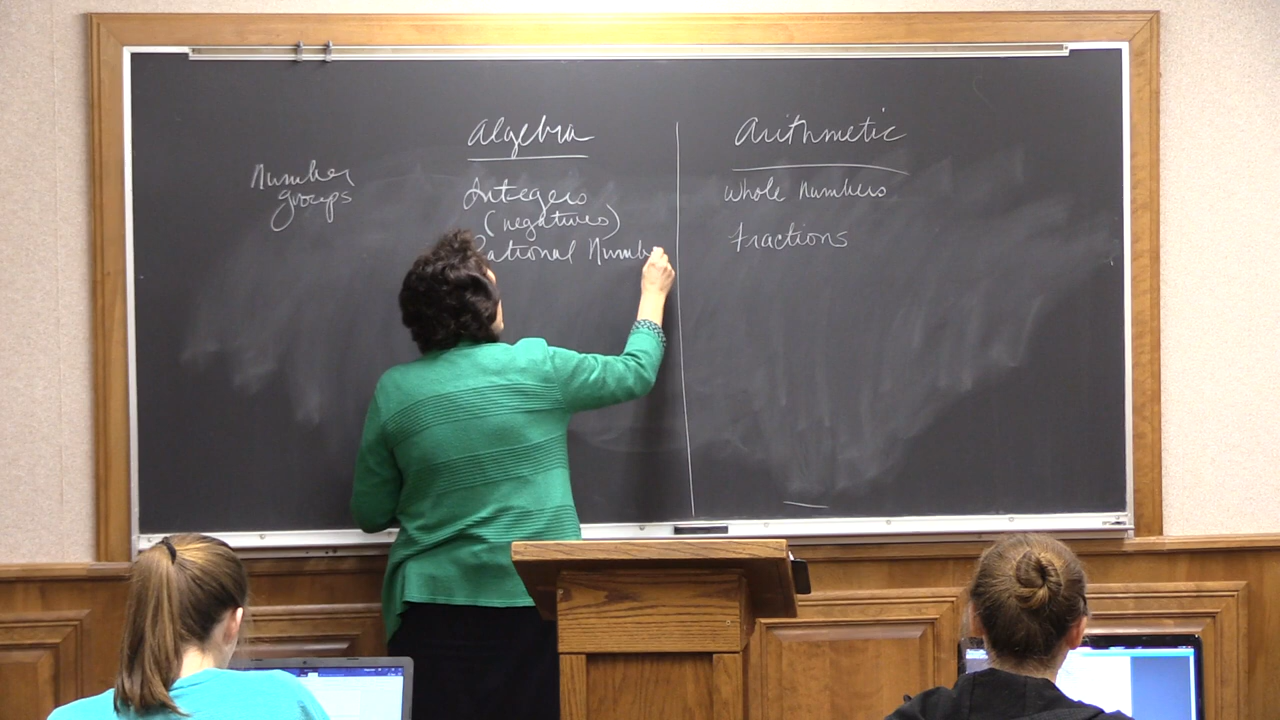 Algebra
Arithmetic
Number
groups
Integers
(negatives)
Rational Numb
Whole Numbers
Fractions